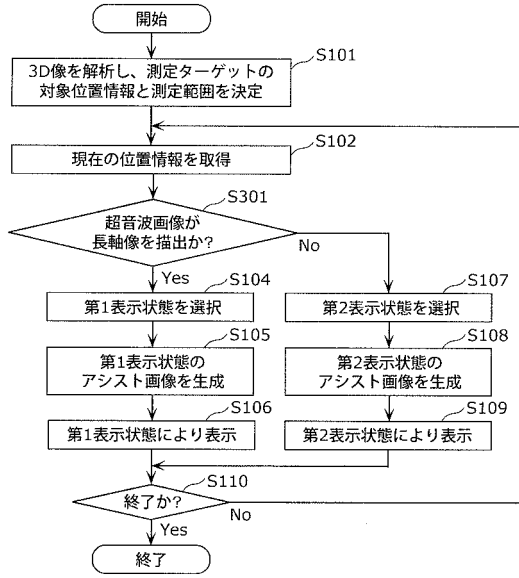 開始
S101
3D像を解析し、測定ターゲットの
対象位置情報と測定範囲を決定
S102
現在の位置情報を取得
S301
超音波画像が
長軸像を描出か?
No
Yes
S104
第1表示状態を選択
S107
第2表示状態を選択
S105
第1表示状態の
アシスト画像を生成
S108
第2表示状態の
アシスト画像を生成
S106
第1表示状態により表示
S109
第2表示状態により表示
S110
終了か?
No
Yes
終了